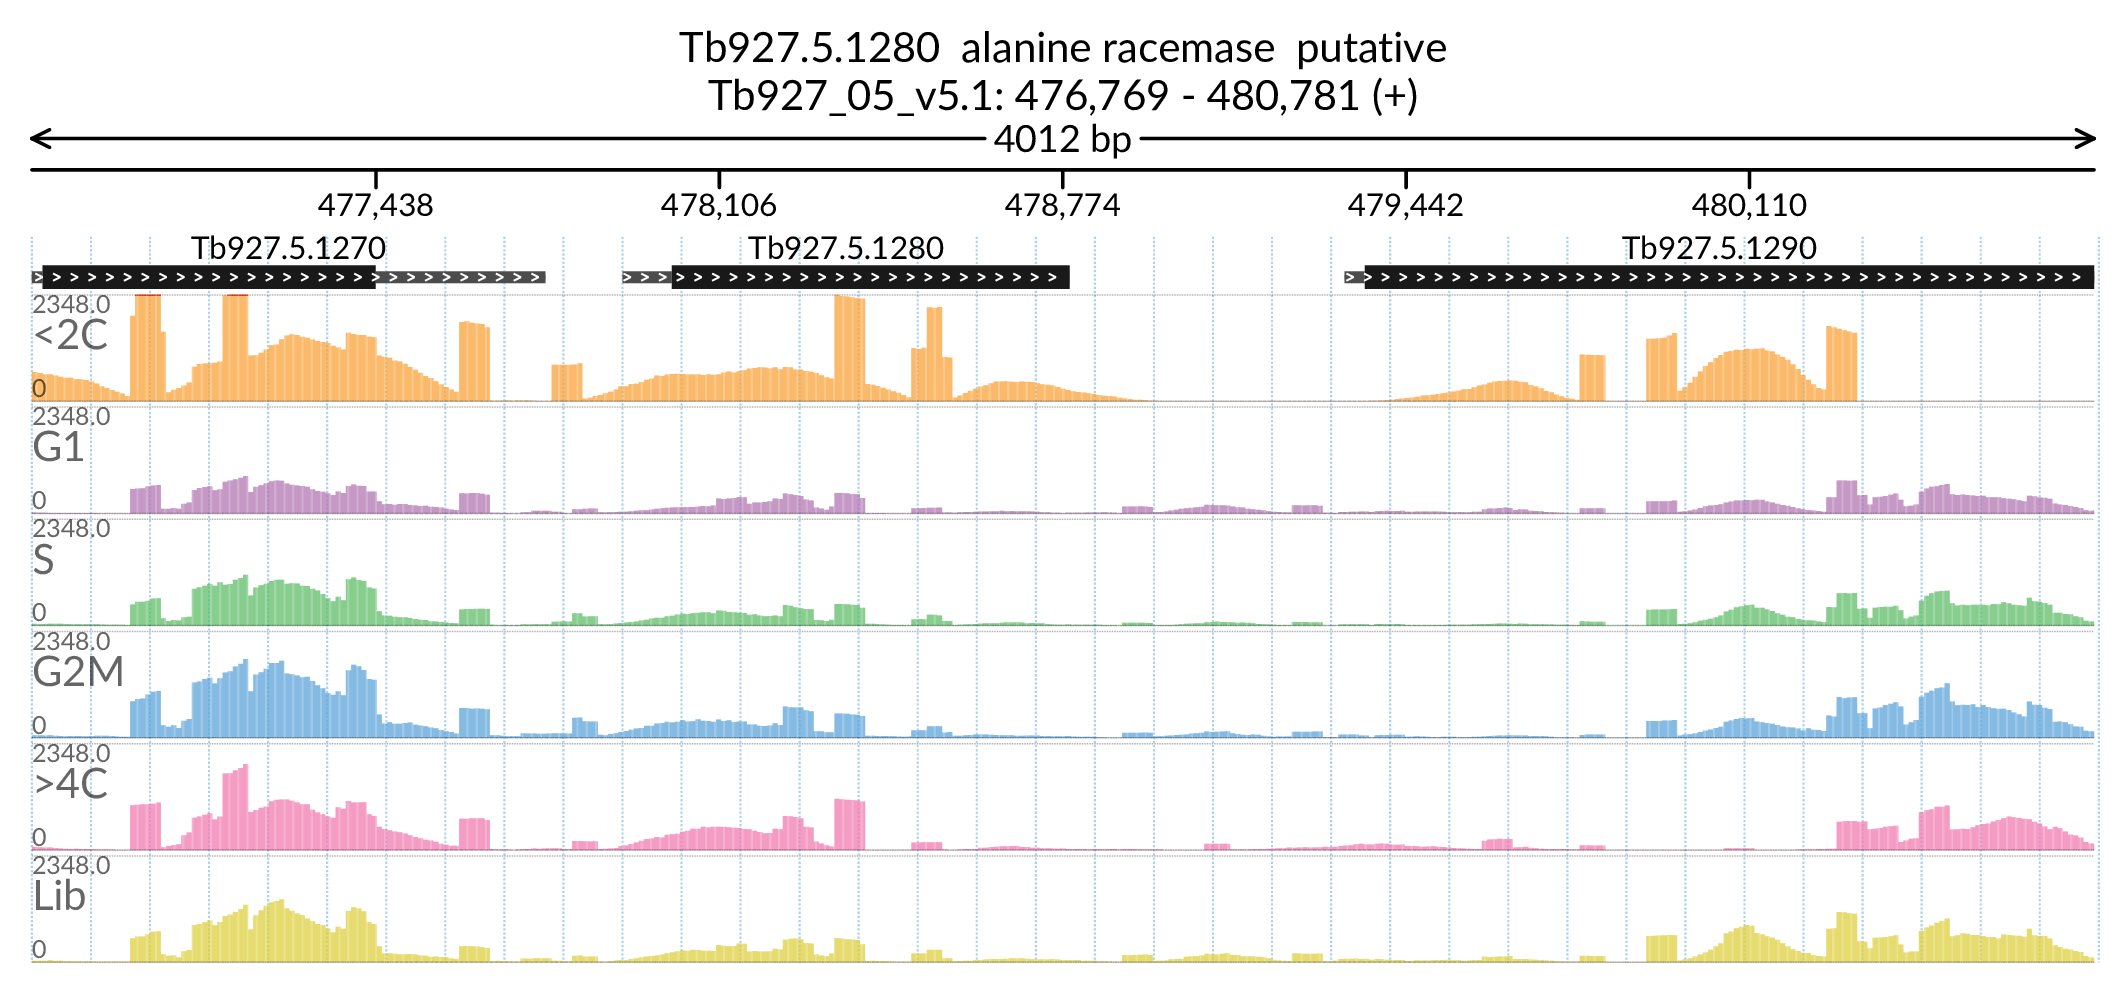 Tb927.5.1280  alanine racemase  putative
Tb927_05_v5.1: 476,769 - 480,781 (+)
4012 bp
477,438 478,106 478,774 479,442 480,110
Tb927.5.1270 Tb927.5.1280 Tb927.5.1290
2348.0
<2C
0
2348.0
G1
0
2348.0
S
0
2348.0
G2M
0
2348.0
>4C
0
2348.0
Lib
0